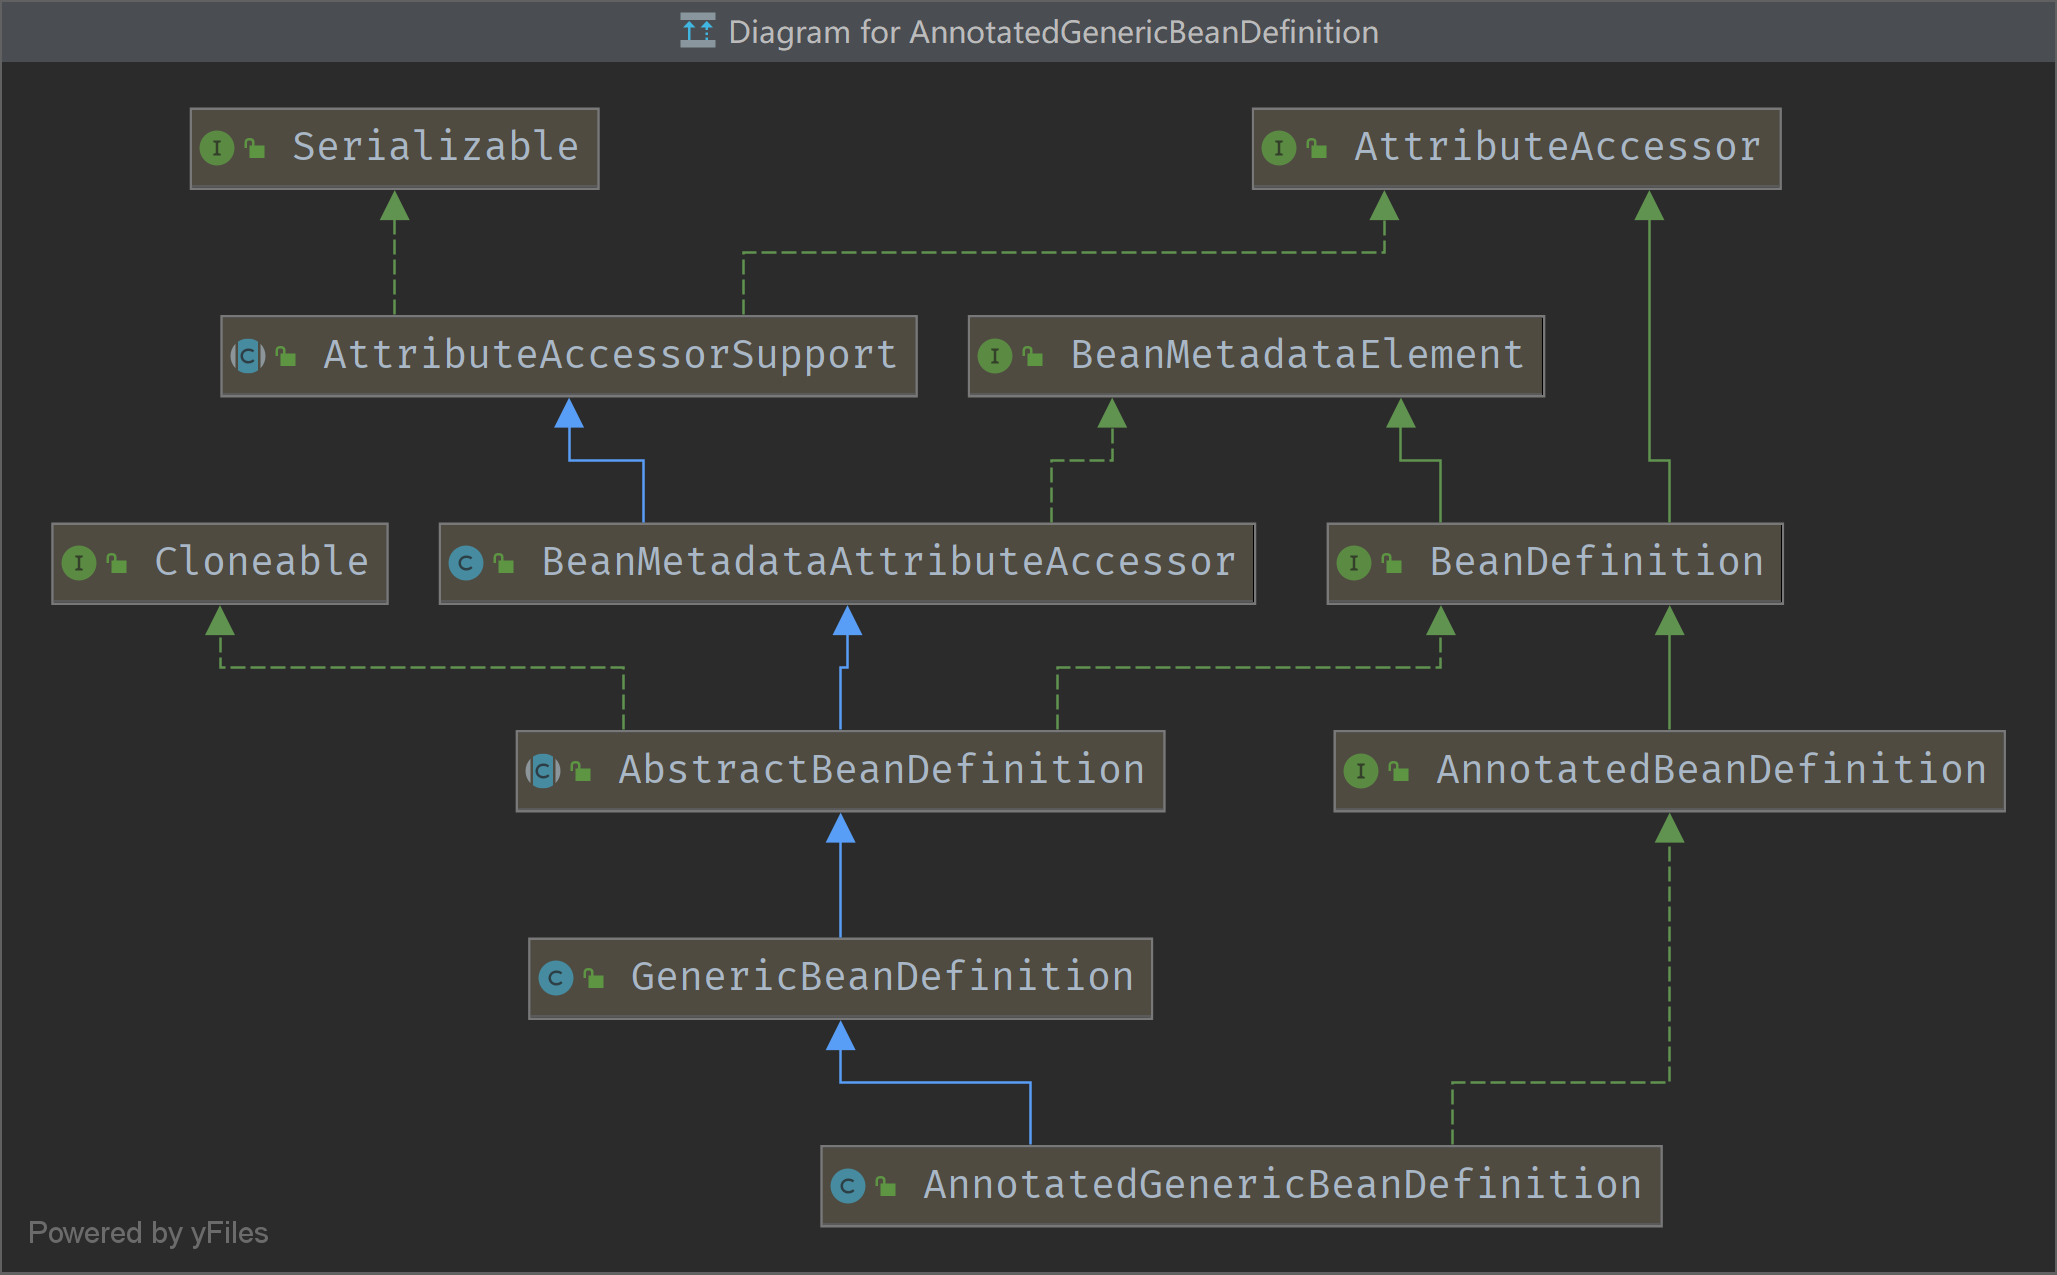 Diagram for AnnotatedGenericBeanDefinition
I Serializable
I AttributeAccessor
C AttributeAccessorSupport
I BeanMetadataElement
I Cloneable
C BeanMetadataAttributeAccessor
I BeanDefinition
C AbstractBeanDefinition
I AnnotatedBeanDefinition
C GenericBeanDefinition
C AnnotatedGenericBeanDefinition
Powered by yFiles